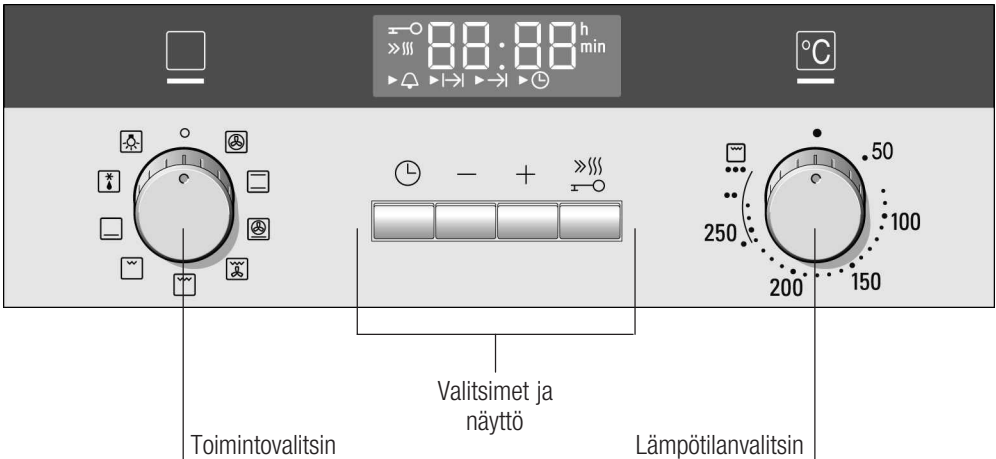 88:88 h
min
°C
50
100
150
200
250
Valitsimet ja
näyttö
Toimintovalitsin
Lämpötilanvalitsin